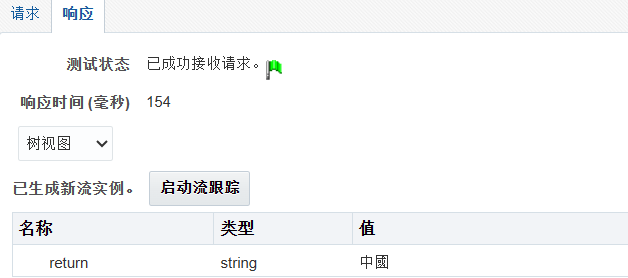 请求 响应
测试状态 已成功接收请求。
响应时间 (毫秒) 154
树视图
已生成新流实例。 启动流跟踪
名称 类型 值
return string 中國